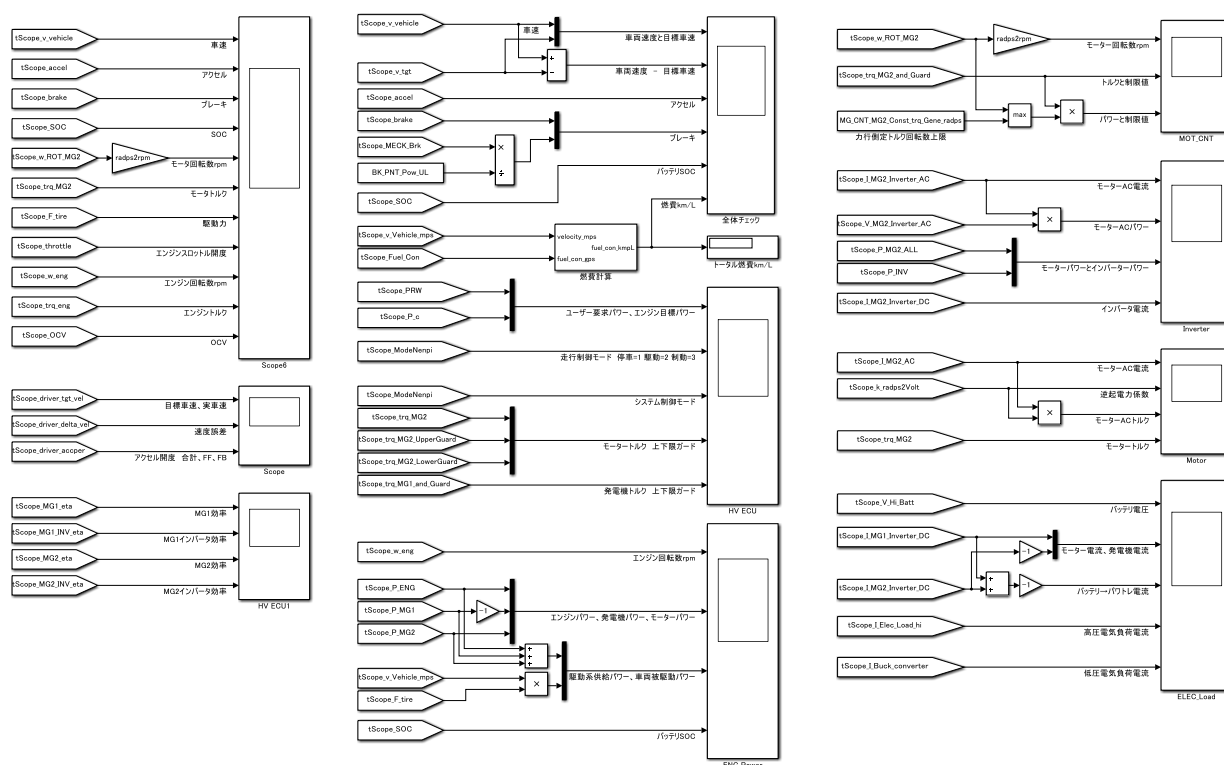 tScope_v_vehicle
車速
tScope_accel
アクセル
tScope_brake
ブレーキ
tScope_SOC
SOC
tScope_w_ROT_MG2
radps2rpm
モータ回転数rpm
tScope_trq_MG2
モータトルク
tScope_F_tire
駆動力
tScope_throttle
エンジンスロットル開度
tScope_w_eng
エンジン回転数rpm
tScope_trq_eng
エンジントルク
tScope_OCV
OCV
Scope6
tScope_driver_tgt_vel
目標車速、実車速
tScope_driver_delta_vel
速度誤差
tScope_driver_accper
アクセル開度 合計、FF、FB
Scope
tScope_MG1_eta
MG1効率
tScope_MG1_INV_eta
MG1インバータ効率
tScope_MG2_eta
MG2効率
tScope_MG2_INV_eta
MG2インバータ効率
HV ECU1
tScope_v_vehicle
車速
車両速度と目標車速
tScope_v_tgt
+
−
車両速度 － 目標車速
tScope_accel
アクセル
tScope_brake
ブレーキ
tScope_MECK_Brk
×
÷
BK_PNT_Pow_UL
バッテリSOC
tScope_SOC
燃費km/L
全体チェック
tScope_v_Vehicle_mps
velocity_mps
fuel_con_kmpL
tScope_Fuel_Con
fuel_con_gps
燃費計算
トータル燃費km/L
tScope_PRW
ユーザー要求パワー、エンジン目標パワー
tScope_P_c
tScope_ModeNenpi
走行制御モード 停車=1 駆動=2 制動=3
tScope_ModeNenpi
システム制御モード
tScope_trq_MG2
tScope_trq_MG2_UpperGuard
モータートルク 上下限ガード
tScope_trq_MG2_LowerGuard
tScope_trq_MG1_and_Guard
発電機トルク 上下限ガード
HV ECU
tScope_w_eng
エンジン回転数rpm
tScope_P_ENG
tScope_P_MG1
-1
エンジンパワー、発電機パワー、モーターパワー
tScope_P_MG2
+
+
+
tScope_v_Vehicle_mps
×
駆動系供給パワー、車両被駆動パワー
tScope_F_tire
tScope_SOC
バッテリSOC
ENG_Power
tScope_w_ROT_MG2
radps2rpm
モーター回転数rpm
tScope_trq_MG2_and_Guard
トルクと制限値
MG_CNT_MG2_Const_trq_Gene_radps
max
×
パワーと制限値
力行側定トルク回転数上限
MOT_CNT
tScope_I_MG2_Inverter_AC
モーターAC電流
tScope_V_MG2_Inverter_AC
×
モーターACパワー
tScope_P_MG2_ALL
モーターパワーとインバーターパワー
tScope_P_INV
tScope_I_MG2_Inverter_DC
インバータ電流
Inverter
tScope_I_MG2_AC
モーターAC電流
tScope_k_radps2Volt
逆起電力係数
×
モーターACトルク
tScope_trq_MG2
モータートルク
Motor
tScope_V_Hi_Batt
バッテリ電圧
tScope_I_MG1_Inverter_DC
-1
モーター電流、発電機電流
tScope_I_MG2_Inverter_DC
+
+
-1
バッテリ→パワトレ電流
tScope_I_Elec_Load_hi
高圧電気負荷電流
tScope_I_Buck_converter
低圧電気負荷電流
ELEC_Load